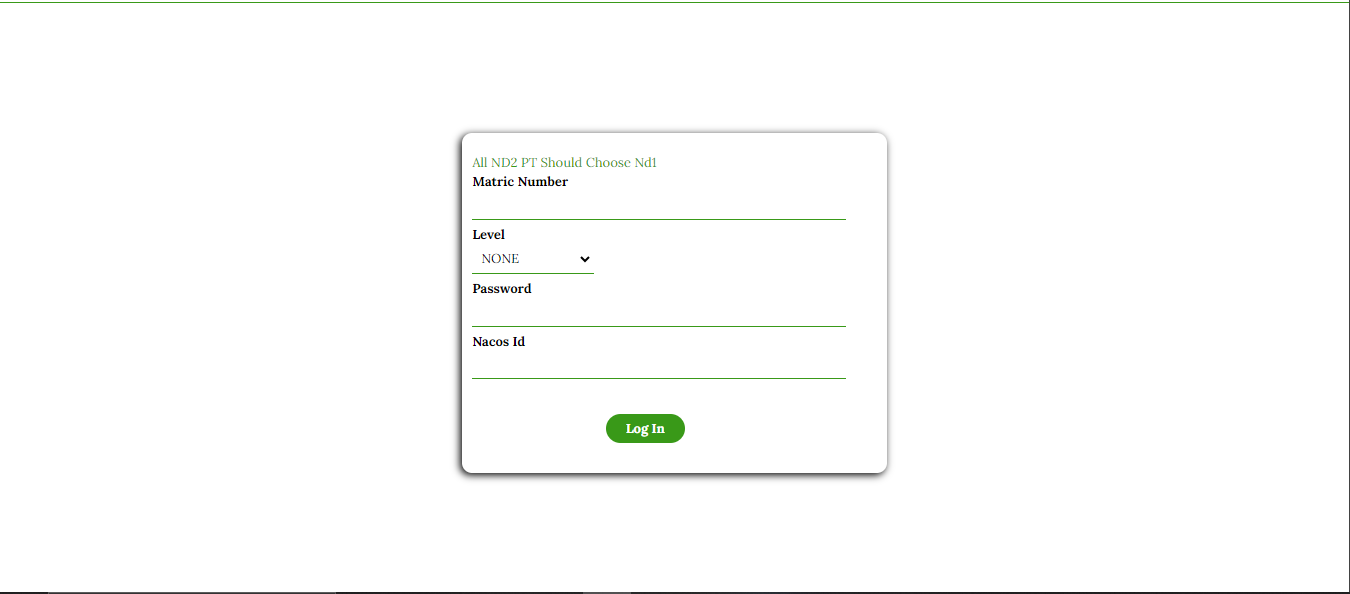 All ND2 PT Should Choose Nd1
Matric Number
Level
NONE
Password
Nacos Id
Log In